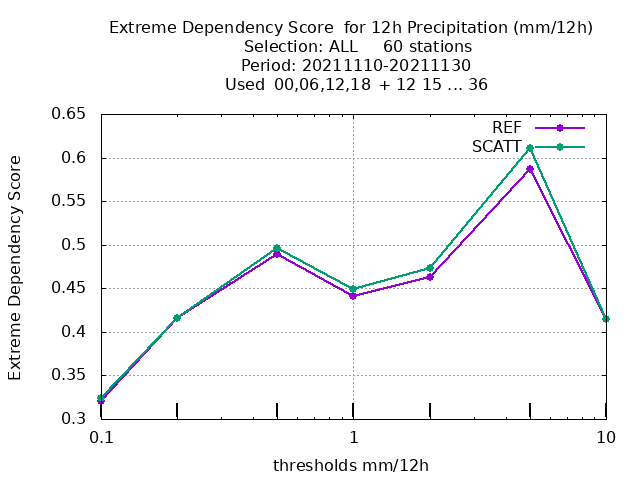 Extreme Dependency Score  for 12h Precipitation (mm/12h)
Selection: ALL     60 stations
Period: 20211110-20211130
Used  00,06,12,18  + 12 15 ... 36
REF
SCATT
Extreme Dependency Score
0.65
0.6
0.55
0.5
0.45
0.4
0.35
0.3
0.1
1
10
thresholds mm/12h